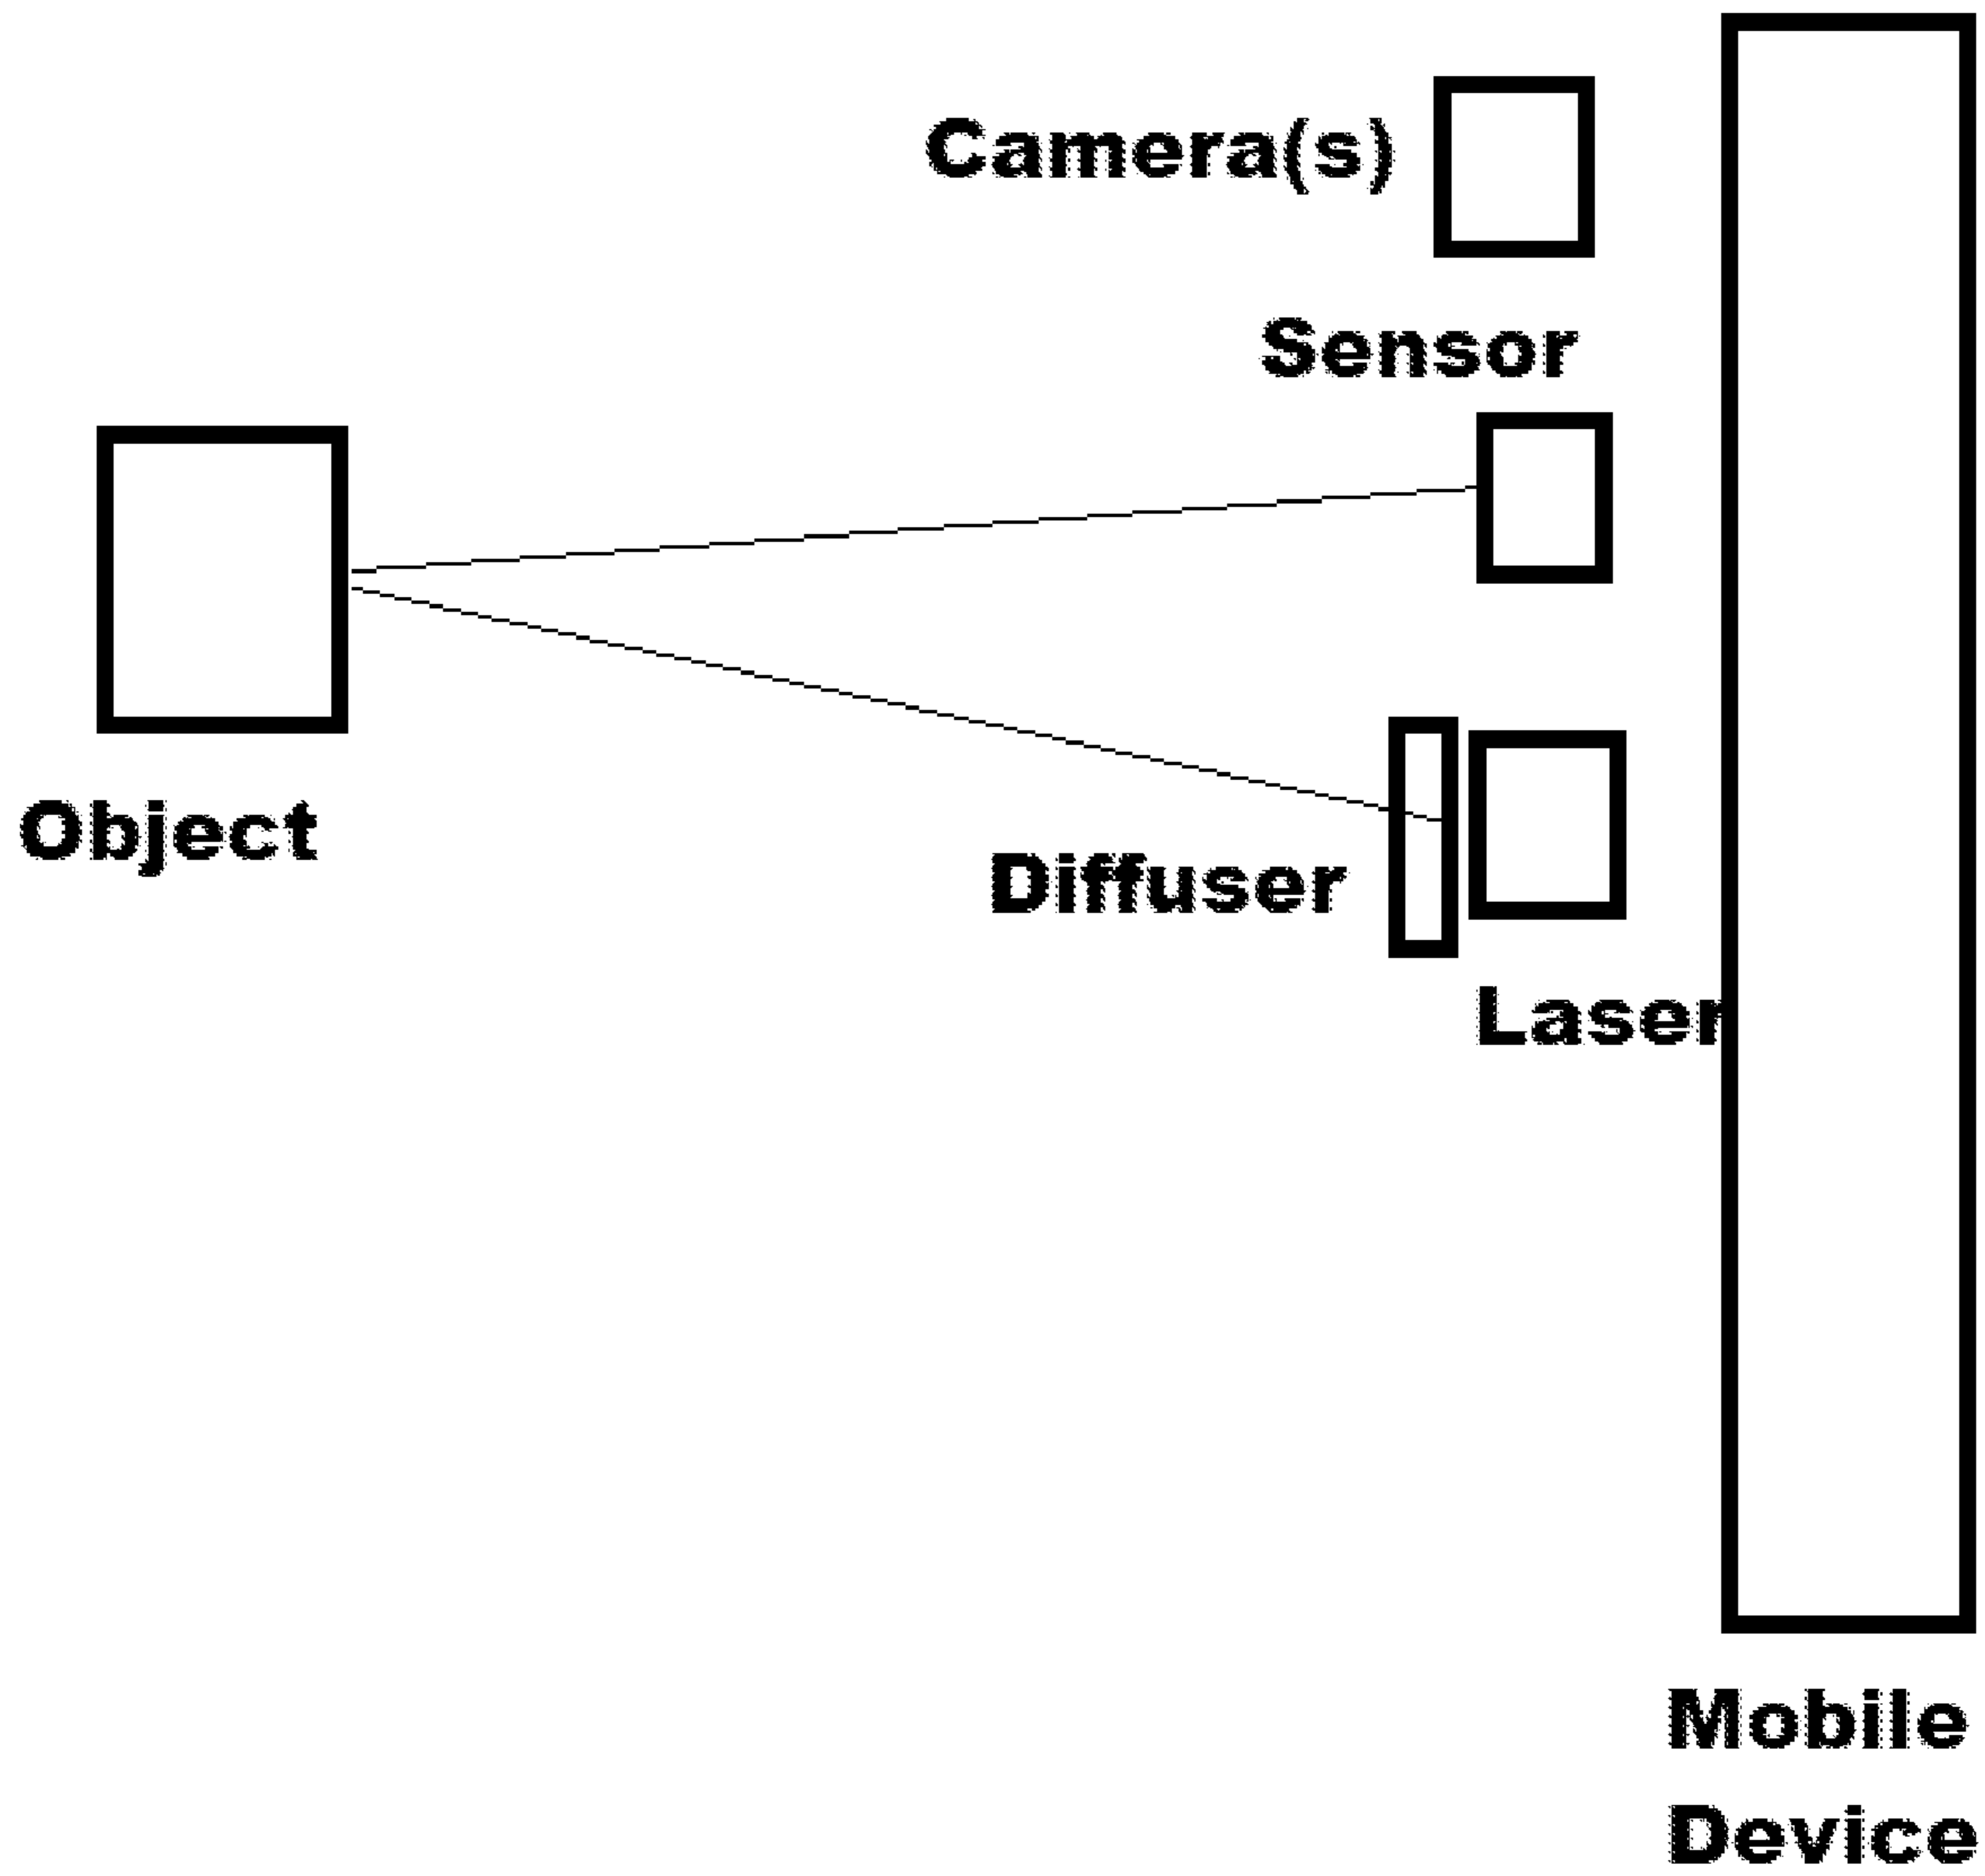 Camera(s)
Sensor
Object
Diffuser
Laser
Mobile
Device